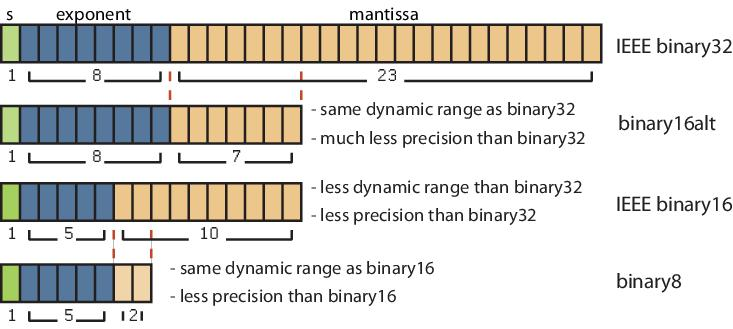 s exponent mantissa
IEEE binary32
1 8 23
- same dynamic range as binary32
binary16alt
- much less precision than binary32
1 8 7
- less dynamic range than binary32
IEEE binary16
- less precision than binary32
1 5 10
- same dynamic range as binary16
binary8
- less precision than binary16
1 5 2